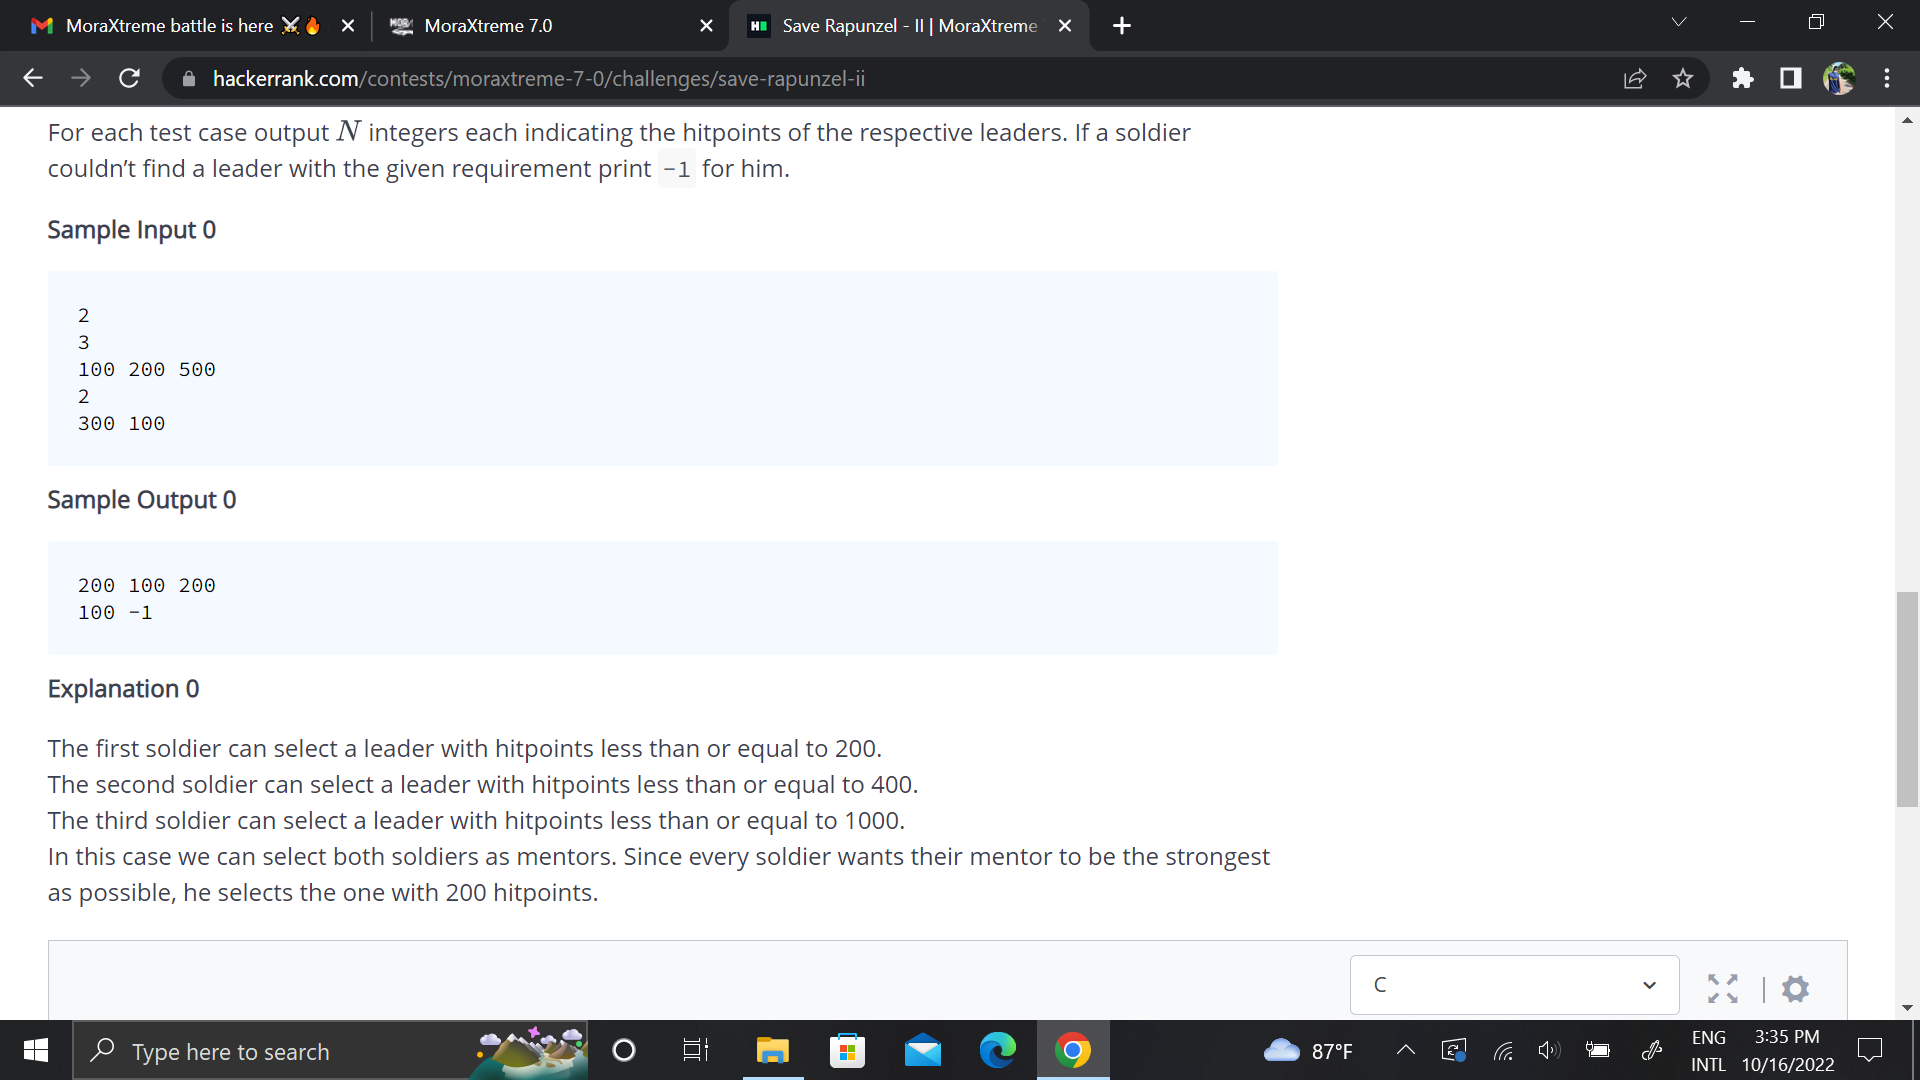 MoraXtreme battle is here ⚔️🔥
MoraXtreme 7.0
Save Rapunzel - II | MoraXtreme
hackerrank.com/contests/moraxtreme-7-0/challenges/save-rapunzel-ii
For each test case output N integers each indicating the hitpoints of the respective leaders. If a soldier
couldn’t find a leader with the given requirement print -1 for him.
Sample Input 0
2
3
100 200 500
2
300 100
Sample Output 0
200 100 200
100 -1
Explanation 0
The first soldier can select a leader with hitpoints less than or equal to 200.
The second soldier can select a leader with hitpoints less than or equal to 400.
The third soldier can select a leader with hitpoints less than or equal to 1000.
In this case we can select both soldiers as mentors. Since every soldier wants their mentor to be the strongest
as possible, he selects the one with 200 hitpoints.
C
Type here to search
87°F
ENG
INTL
3:35 PM
10/16/2022